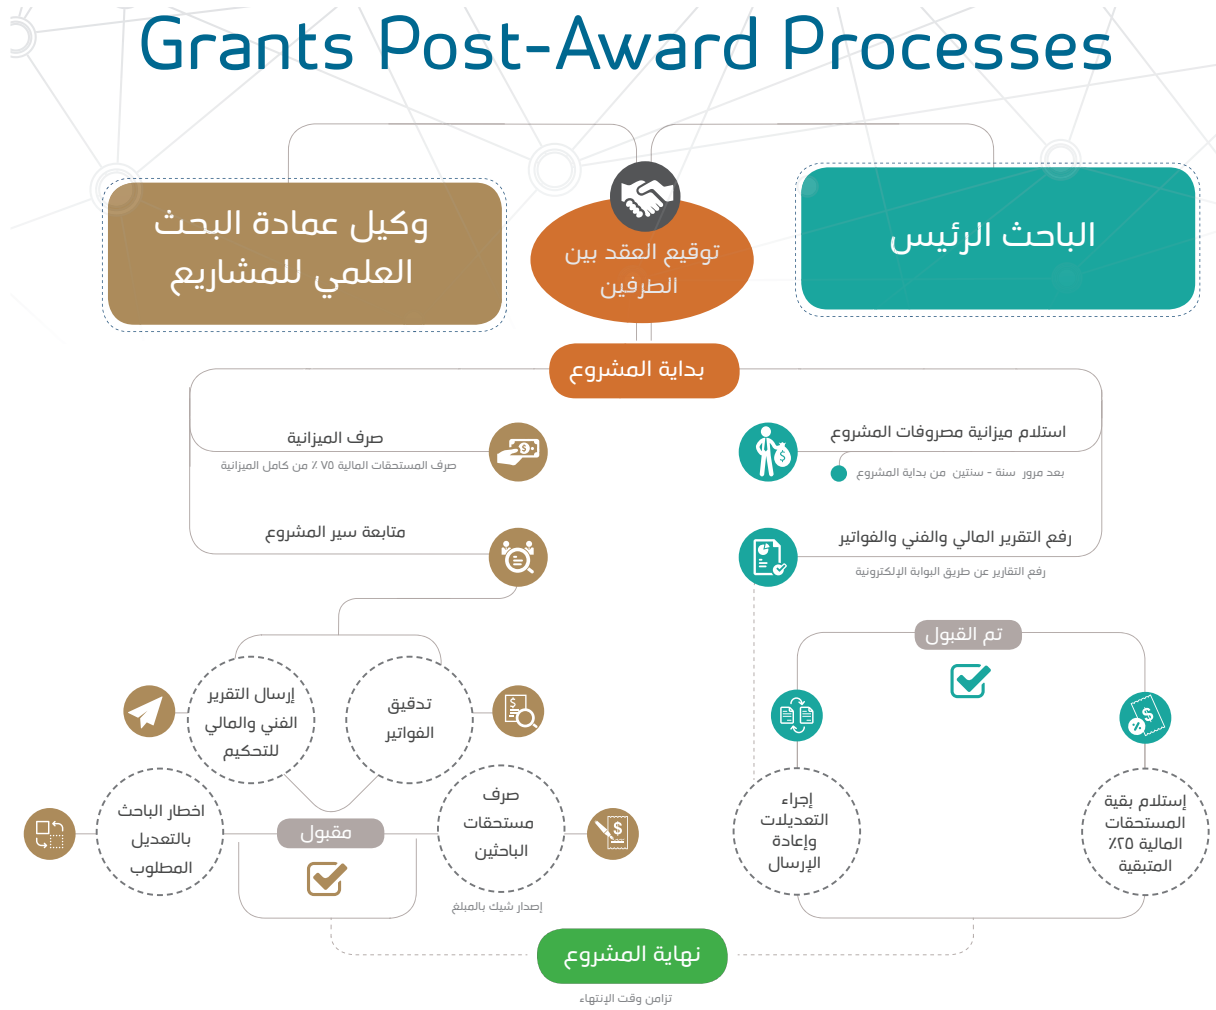 Grants Post-Award Processes
الباحث الرئيس
توقيع العقد بين
الطرفين
وكيل عمادة البحث
العلمي للمشاريع
بداية المشروع
استلام ميزانية مصروفات المشروع
بعد مرور سنة - سنتين من بداية المشروع
رفع التقرير المالي والفني والفواتير
رفع التقارير عن طريق البوابة الإلكترونية
صرف الميزانية
صرف المستحقات المالية ٧٥ ٪ من كامل الميزانية
متابعة سير المشروع
تم القبول
إستلام بقية
المستحقات
المالية ٢٥٪
المتبقية
إجراء
التعديلات
وإعادة
الإرسال
تدقيق
الفواتير
إرسال التقرير
الفني والمالي
للتحكيم
صرف
مستحقات
الباحثين
إصدار شيك بالمبلغ
مقبول
اخطار الباحث
بالتعديل
المطلوب
نهاية المشروع
تزامن وقت الإنتهاء